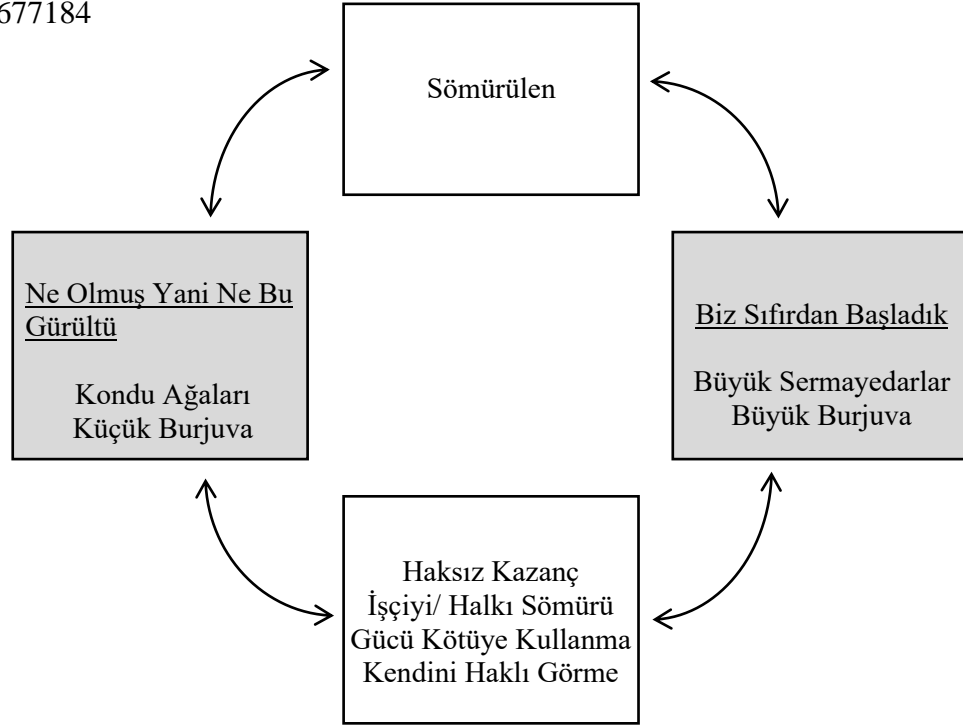 677184
Sömürülen
Ne Olmuş Yani Ne Bu
Gürültü
Kondu Ağaları
Küçük Burjuva
Biz Sıfırdan Başladık
Büyük Sermayedarlar
Büyük Burjuva
Haksız Kazanç
İşçiyi/ Halkı Sömürü
Gücü Kötüye Kullanma
Kendini Haklı Görme